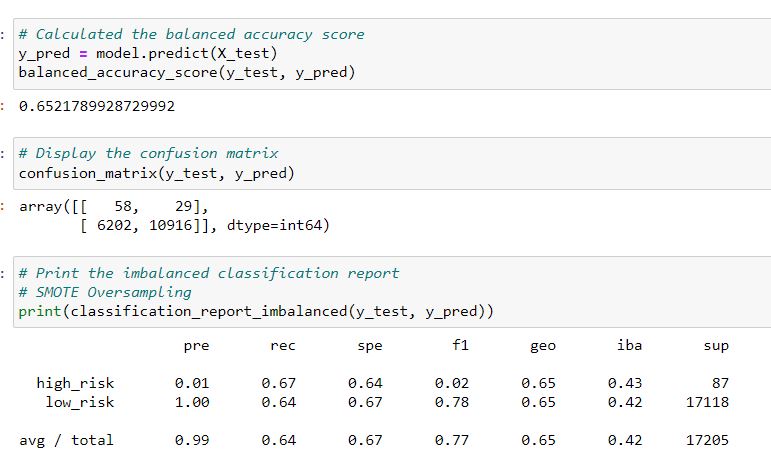 : # Calculated the balanced accuracy score
y_pred = model.predict(X_test)
balanced_accuracy_score(y_test, y_pred)
: 0.6521789928729992
: # Display the confusion matrix
confusion_matrix(y_test, y_pred)
: array([[   58,    29],
       [ 6202, 10916]], dtype=int64)
: # Print the imbalanced classification report
# SMOTE Oversampling
print(classification_report_imbalanced(y_test, y_pred))
pre rec spe f1 geo iba sup
high_risk 0.01 0.67 0.64 0.02 0.65 0.43 87
low_risk 1.00 0.64 0.67 0.78 0.65 0.42 17118
avg / total 0.99 0.64 0.67 0.77 0.65 0.42 17205